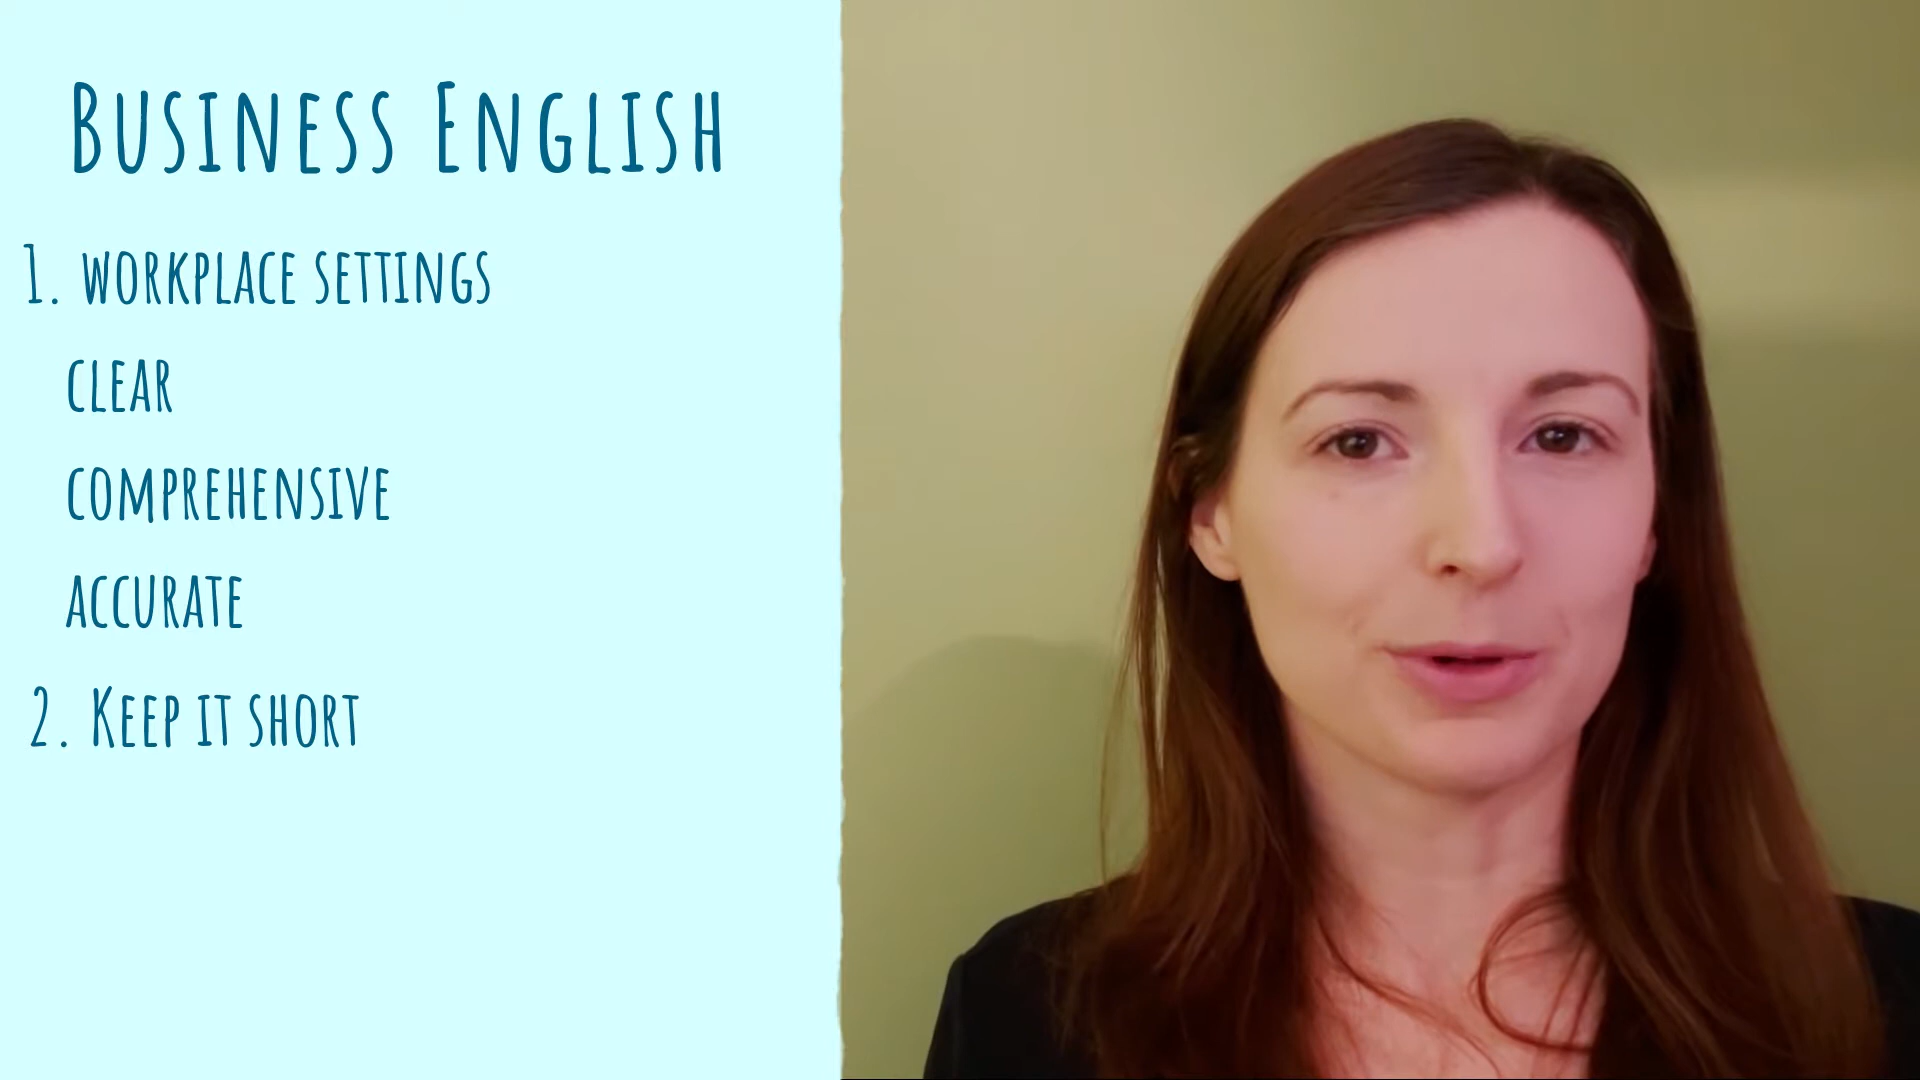 Business English
1. workplace settings
clear
comprehensive
accurate
2. Keep it short